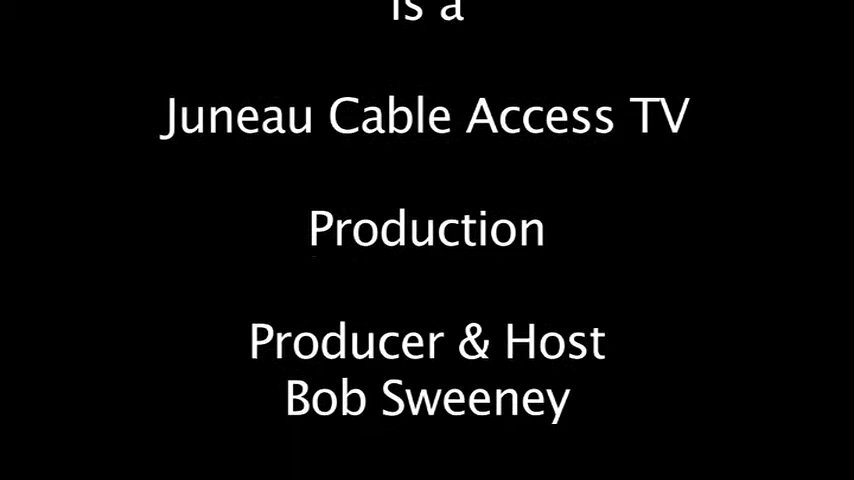 is a
Juneau Cable Access TV
Production
Producer & Host
Bob Sweeney